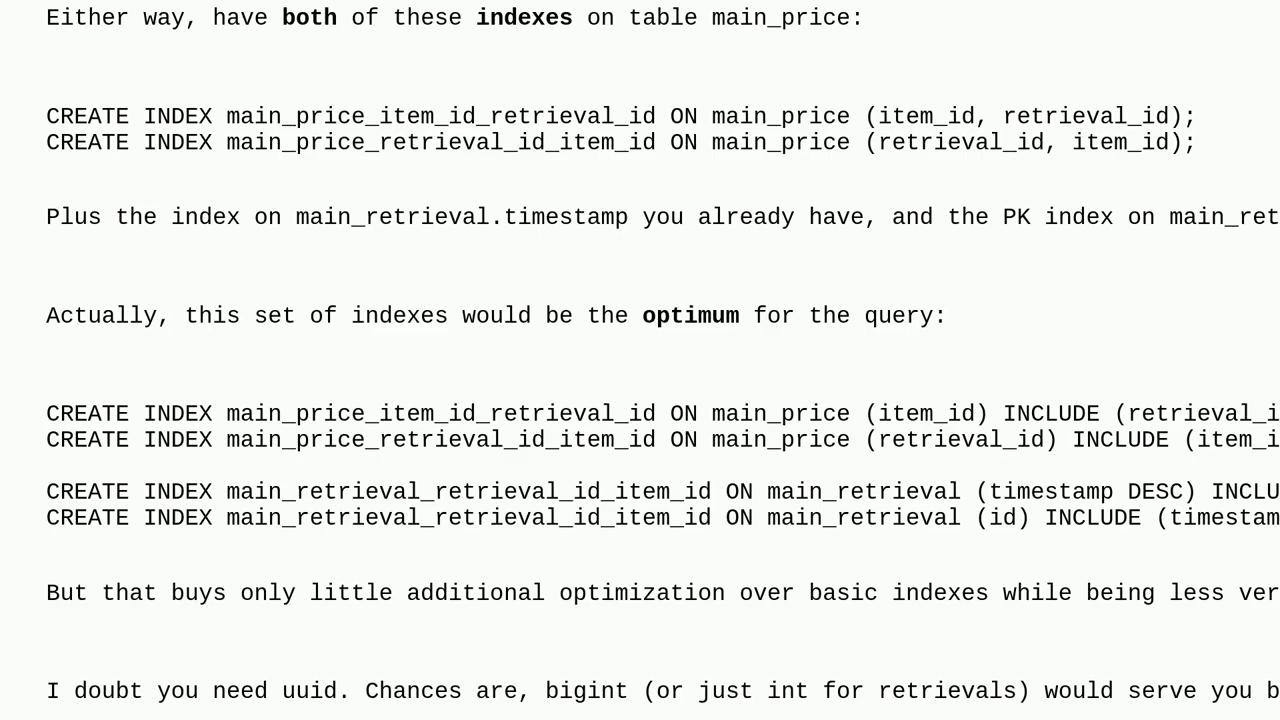 Either way, have both of these indexes on table main_price:
CREATE INDEX main_price_item_id_retrieval_id ON main_price (item_id, retrieval_id);
CREATE INDEX main_price_retrieval_id_item_id ON main_price (retrieval_id, item_id);
Plus the index on main_retrieval.timestamp you already have, and the PK index on main_ret
Actually, this set of indexes would be the optimum for the query:
CREATE INDEX main_price_item_id_retrieval_id ON main_price (item_id) INCLUDE (retrieval_i
CREATE INDEX main_price_retrieval_id_item_id ON main_price (retrieval_id) INCLUDE (item_i
CREATE INDEX main_retrieval_retrieval_id_item_id ON main_retrieval (timestamp DESC) INCLU
CREATE INDEX main_retrieval_retrieval_id_item_id ON main_retrieval (id) INCLUDE (timestam
But that buys only little additional optimization over basic indexes while being less ver
I doubt you need uuid. Chances are, bigint (or just int for retrievals) would serve you b